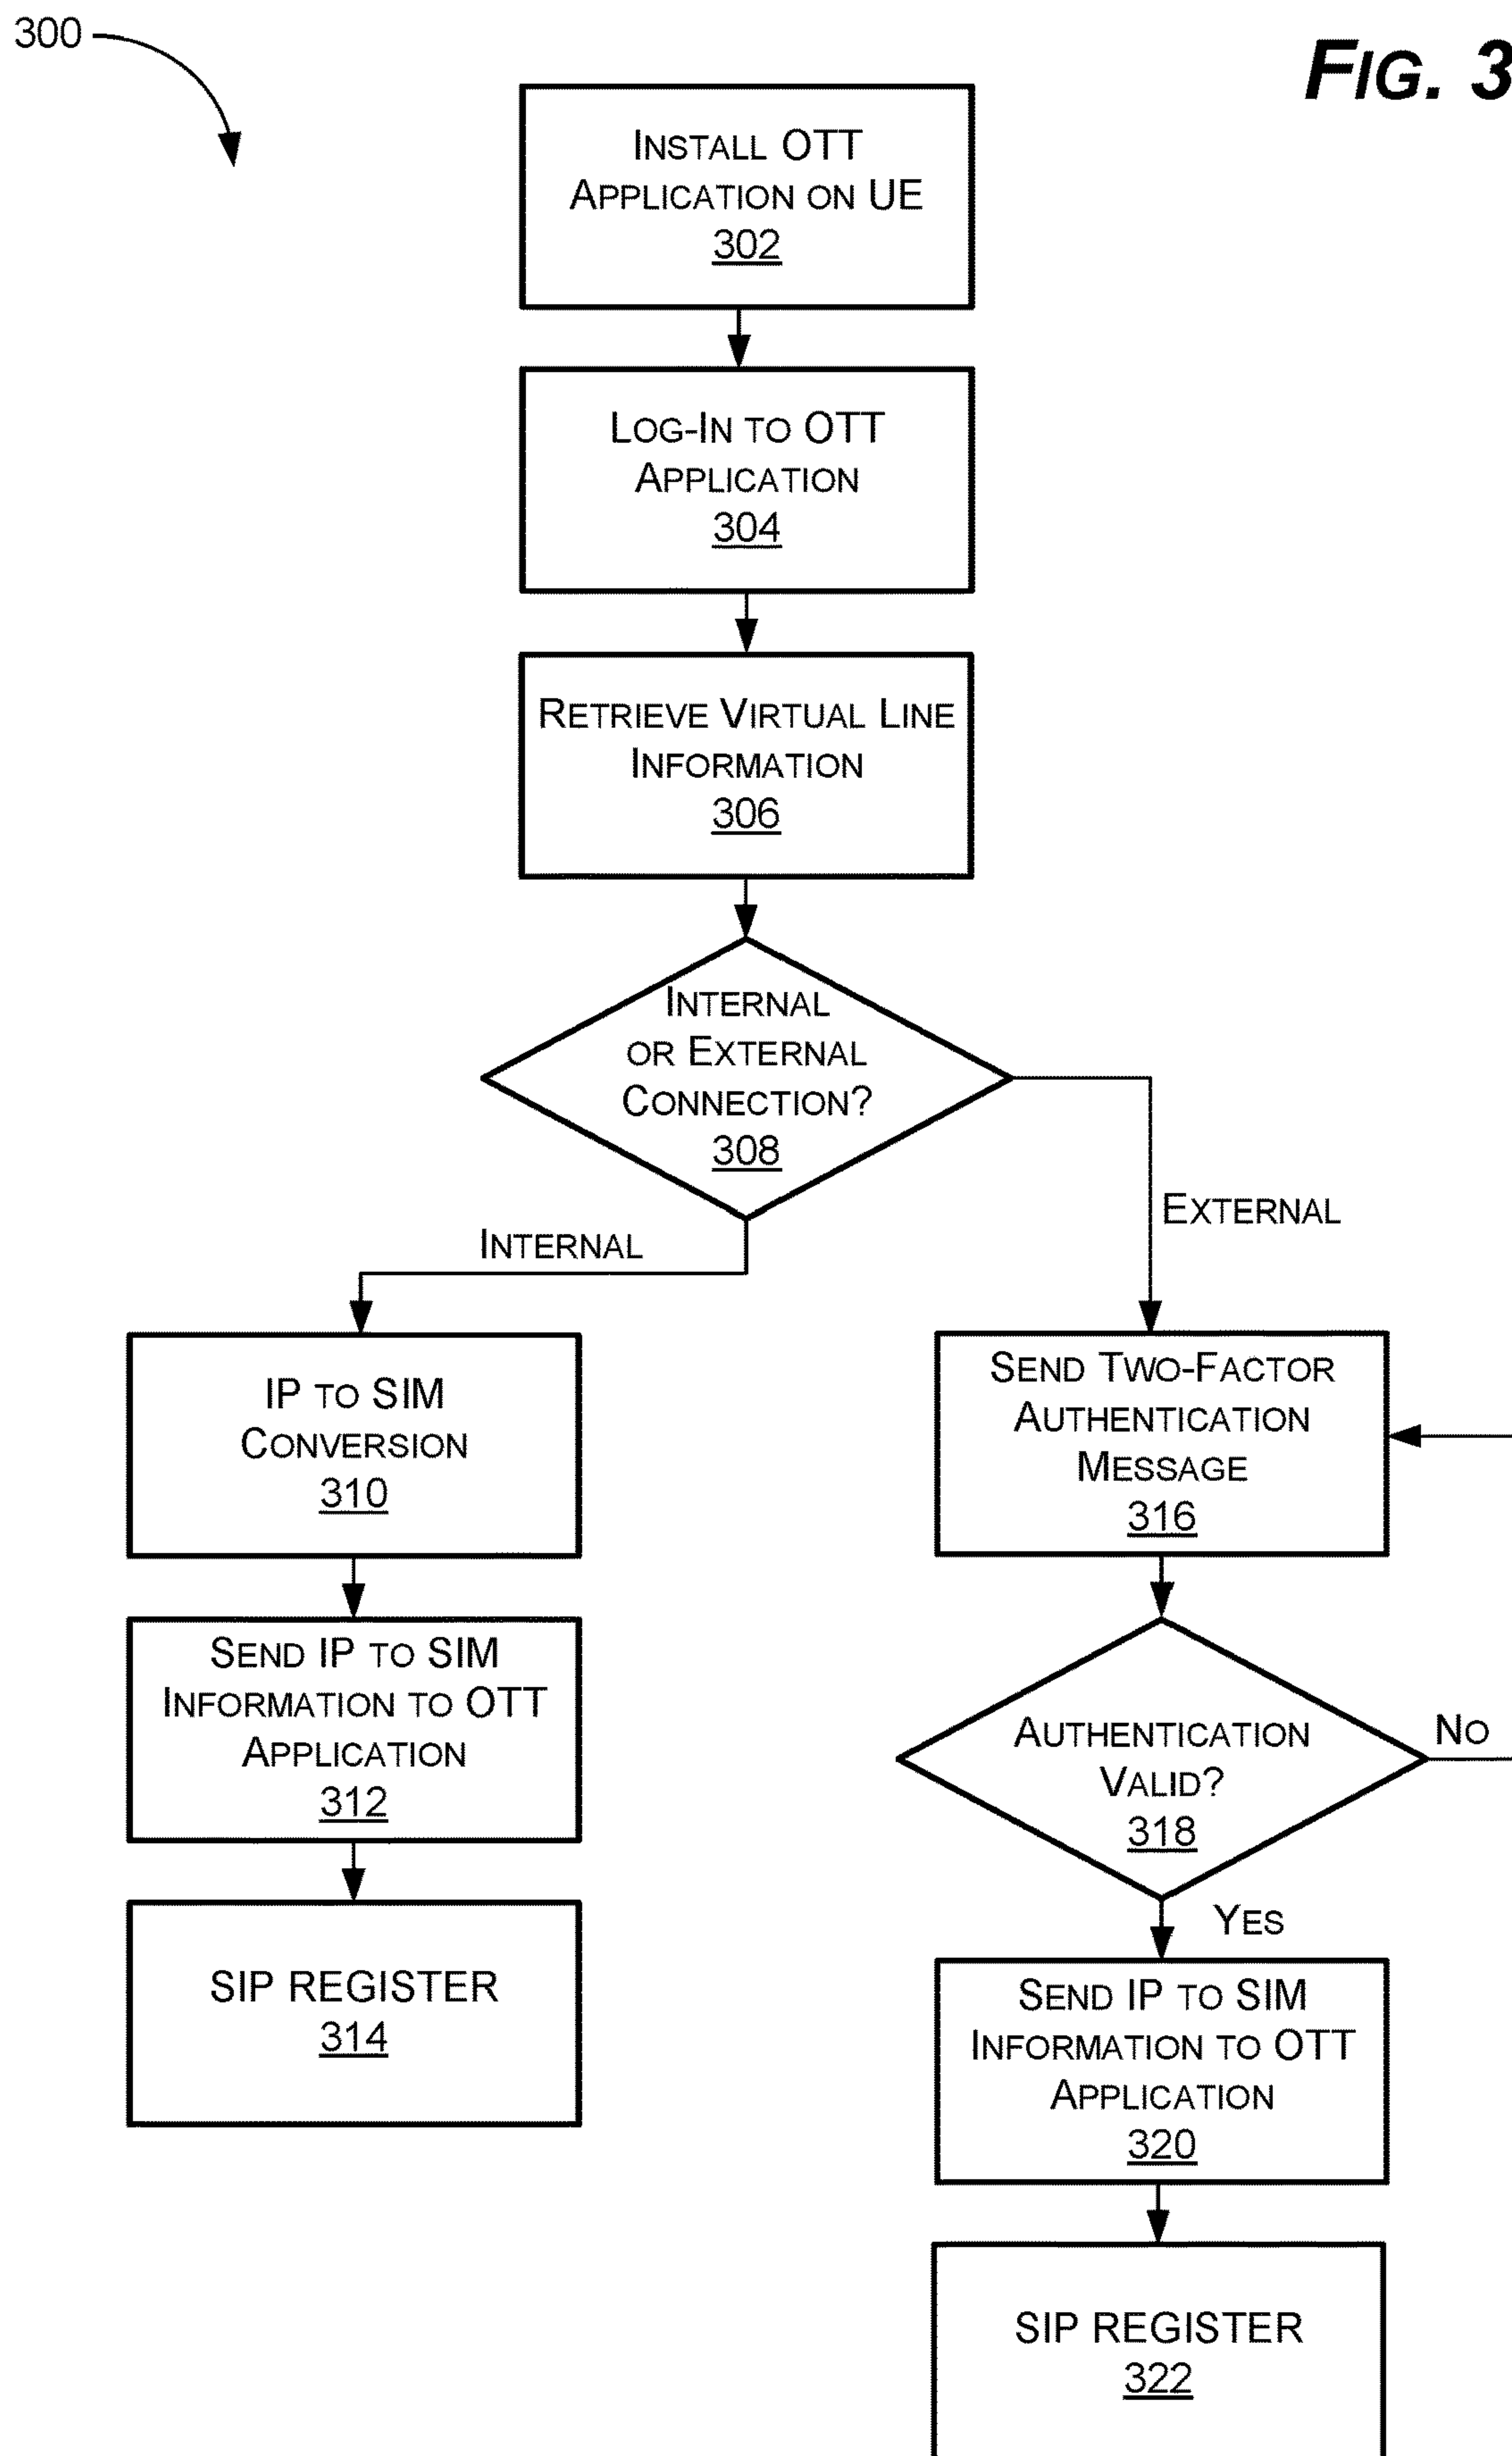 300
FIG. 3
INSTALL OTT
APPLICATION ON UE
302
LOG-IN TO OTT
APPLICATION
304
RETRIEVE VIRTUAL LINE
INFORMATION
306
INTERNAL
OR EXTERNAL
CONNECTION?
308
INTERNAL
EXTERNAL
IP TO SIM
CONVERSION
310
SEND IP TO SIM
INFORMATION TO OTT
APPLICATION
312
SIP REGISTER
314
SEND TWO-FACTOR
AUTHENTICATION
MESSAGE
316
AUTHENTICATION
VALID?
318
NO
YES
SEND IP TO SIM
INFORMATION TO OTT
APPLICATION
320
SIP REGISTER
322